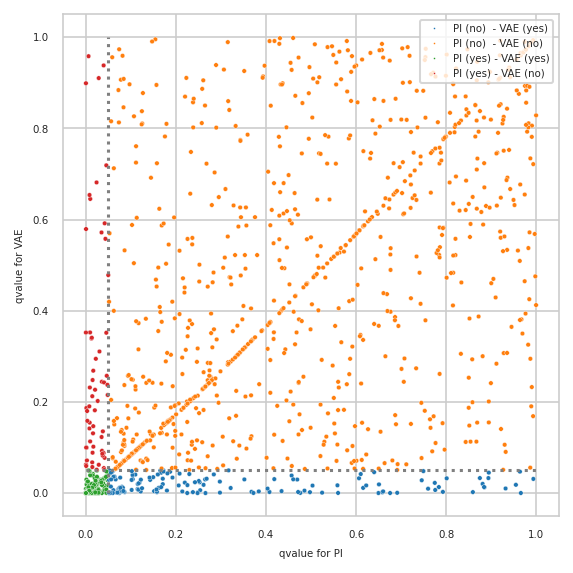 PI (no)  - VAE (yes)
PI (no)  - VAE (no)
PI (yes) - VAE (yes)
PI (yes) - VAE (no)
1.0
0.8
0.6
0.4
0.2
0.0
qvalue for VAE
0.0 0.2 0.4 0.6 0.8 1.0
qvalue for PI